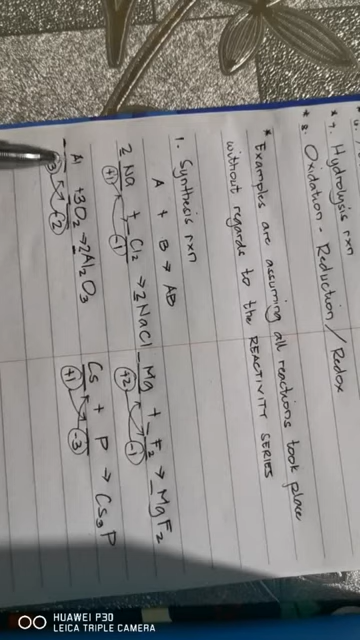 * 7. Hydrolysis rxn
* 8. Oxidation - Reduction / Redox
* Examples are assuming all reactions took place
without regards to the REACTIVITY SERIES
1. Synthesis rxn
A + B → AB
2 Na + Cl2 → 2 NaCl
+1 -1
Mg + F2 → MgF2
+2 -1
Al + 3O2 → 2Al2O3
3 -2
Cs + P → Cs3P
+1 -3
HUAWEI P30
LEICA TRIPLE CAMERA